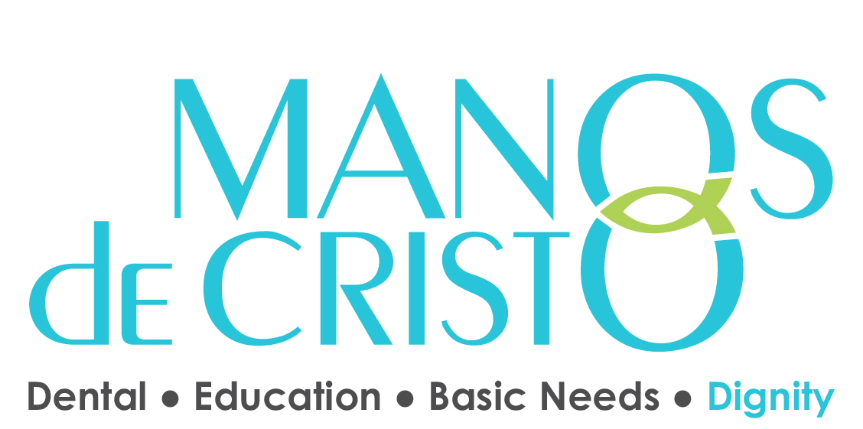 MANOS
de CRISTO
Dental ● Education ● Basic Needs ● Dignity